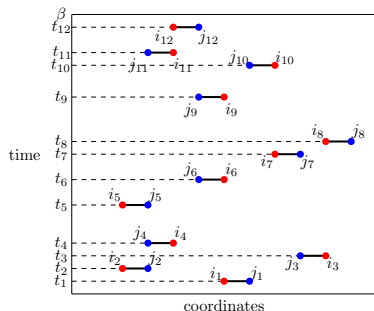 β
t₁₂ i₁₂ j₁₂
t₁₁ j₁₁ i₁₁
t₁₀ j₁₀ i₁₀
t₉ j₉ i₉
t₈ i₈ j₈
t₇ i₇ j₇
time
t₆ j₆ i₆
t₅ i₅ j₅
t₄ j₄ i₄
t₃ j₃ i₃
t₂ i₂ j₂
t₁ i₁ j₁
coordinates